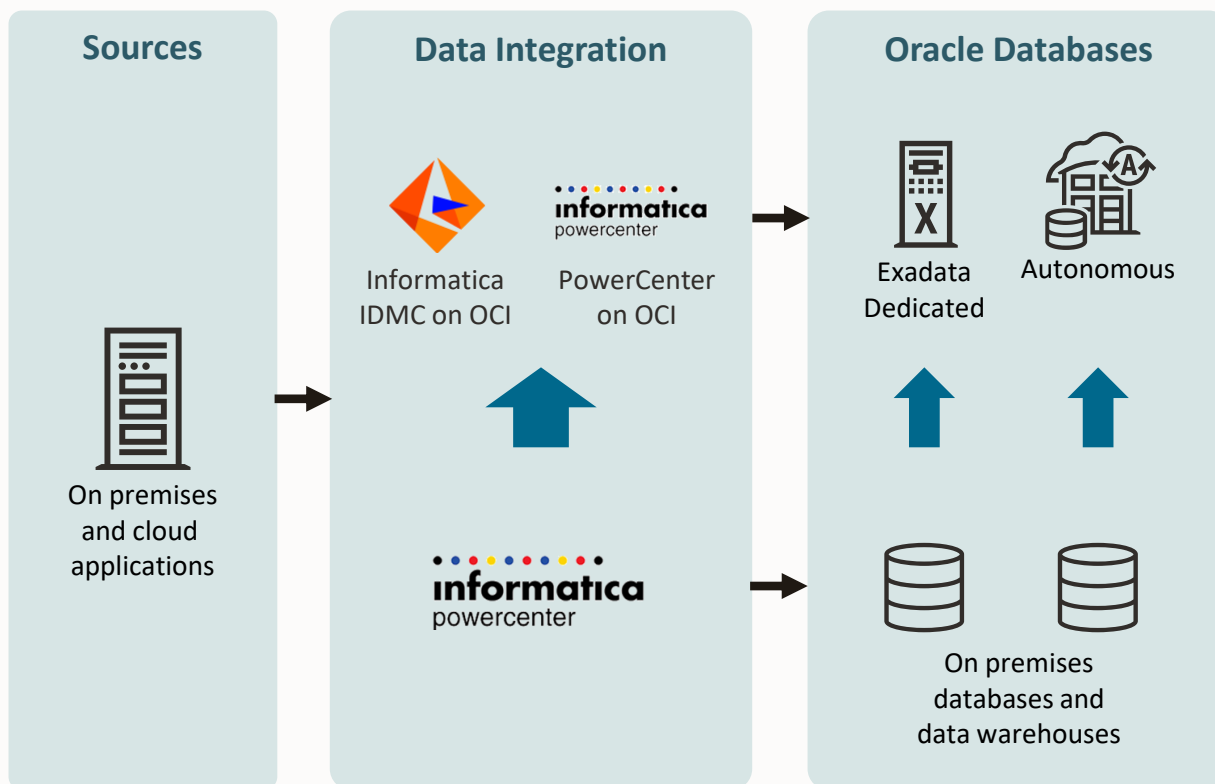 Sources
On premises
and cloud
applications
Data Integration
Informatica
IDMC on OCI
informatica
powercenter
PowerCenter
on OCI
informatica
powercenter
Oracle Databases
X
Exadata
Dedicated
A
Autonomous
On premises
databases and
data warehouses